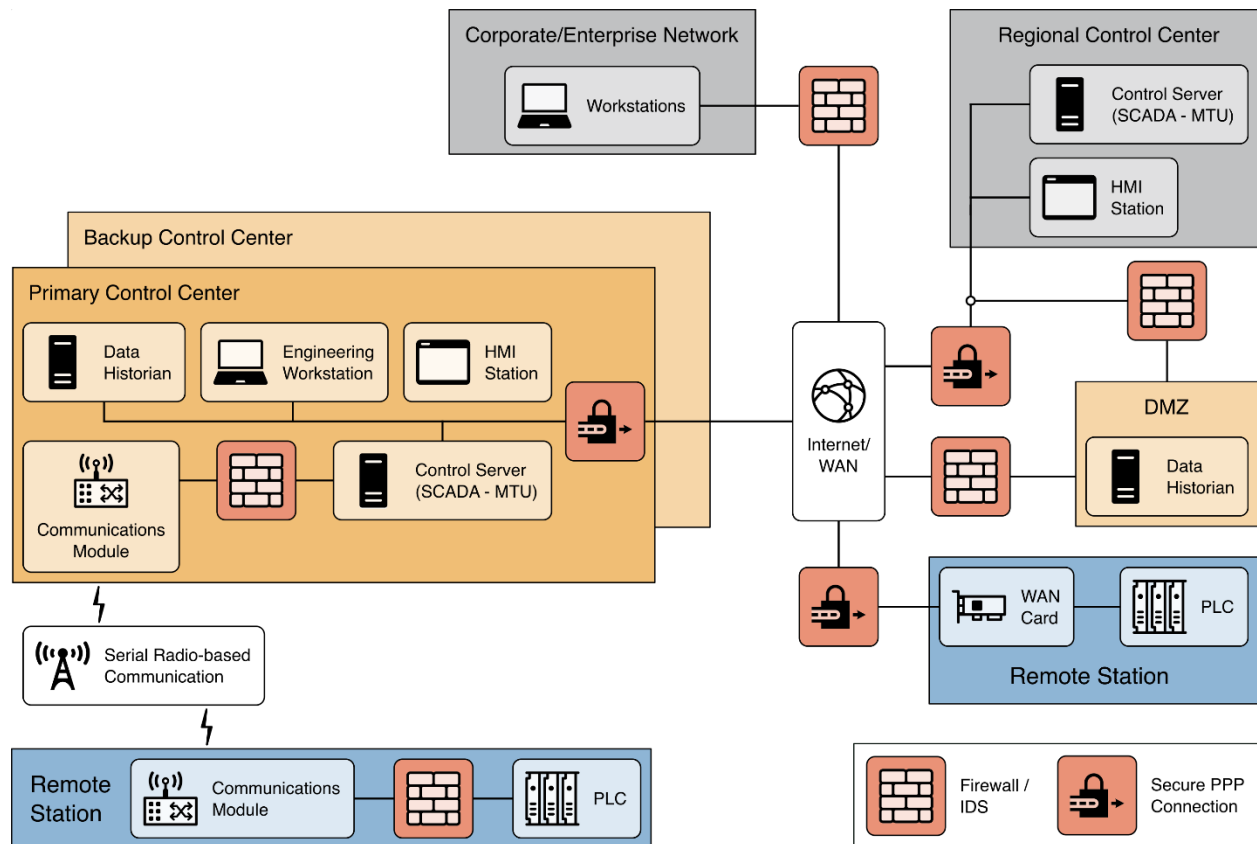 Corporate/Enterprise Network
Workstations
Regional Control Center
Control Server
(SCADA - MTU)
HMI
Station
Backup Control Center
Primary Control Center
Data
Historian
Engineering
Workstation
HMI
Station
Communications
Module
Control Server
(SCADA - MTU)
Internet/
WAN
DMZ
Data
Historian
WAN
Card
PLC
Remote Station
Serial Radio-based
Communication
Remote
Station
Communications
Module
PLC
Firewall /
IDS
Secure PPP
Connection